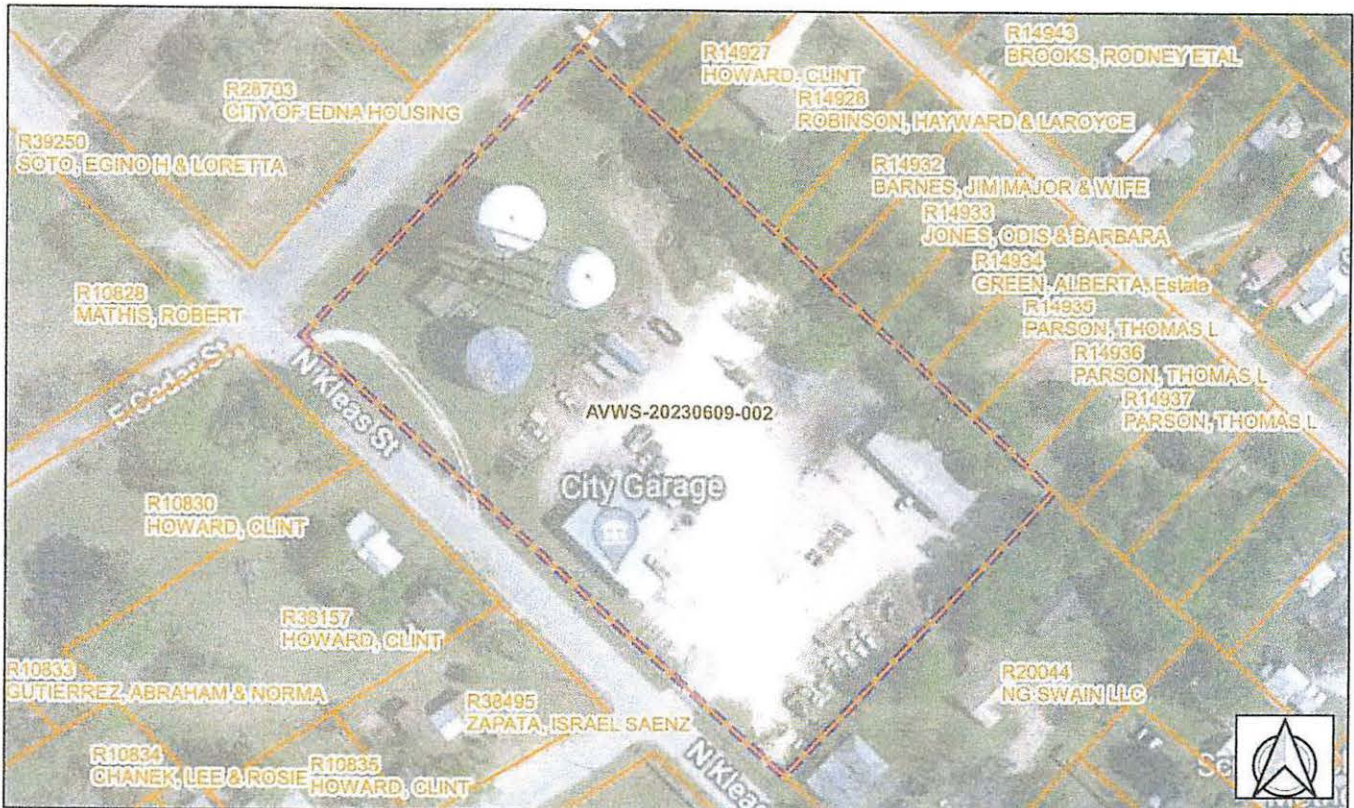 R14943
BROOKS, RODNEY ETAL
R14927
HOWARD, CLINT
R14928
ROBINSON, HAYWARD & LAROYCE
R28703
CITY OF EDNA HOUSING
R39250
SOTO, EGINO H & LORETTA
R14932
BARNES, JIM MAJOR & WIFE
R14933
JONES, ODIS & BARBARA
R14934
GREEN, ALBERTA, Estate
R10828
MATHIS, ROBERT
R14935
PARSON, THOMAS L
R14936
PARSON, THOMAS L
R14937
PARSON, THOMAS L
E Cedar St
N Kleas St
AVWS-20230609-002
City Garage
R10830
HOWARD, CLINT
R38157
HOWARD, CLINT
R10833
GUTIERREZ, ABRAHAM & NORMA
R38495
ZAPATA, ISRAEL SAENZ
R20044
NG SWAIN LLC
R10834
CHANEK, LEE & ROSIE
R10835
HOWARD, CLINT
N Kleas